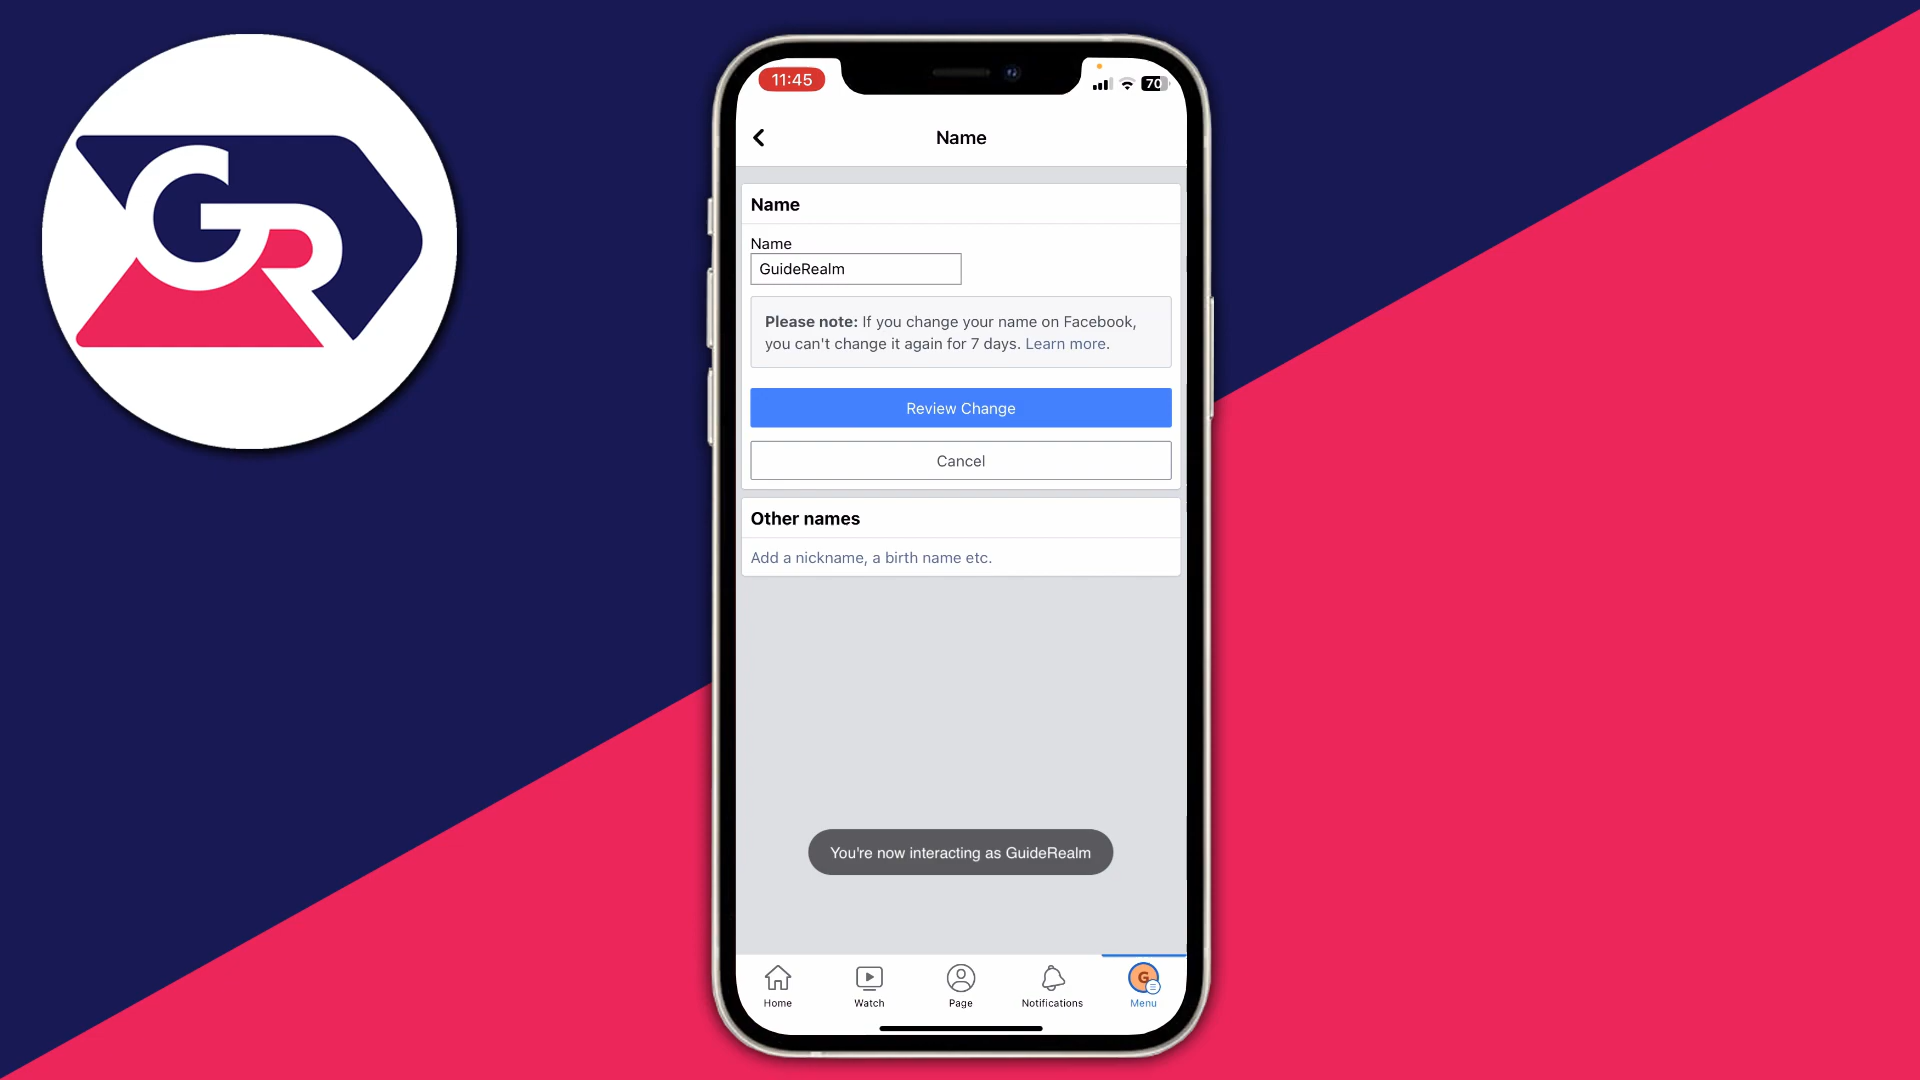 GR
11:45
70
Name
Name
Name
GuideRealm
Please note: If you change your name on Facebook,
you can't change it again for 7 days. Learn more.
Review Change
Cancel
Other names
Add a nickname, a birth name etc.
You're now interacting as GuideRealm
G
Home
Watch
Page
Notifications
Menu